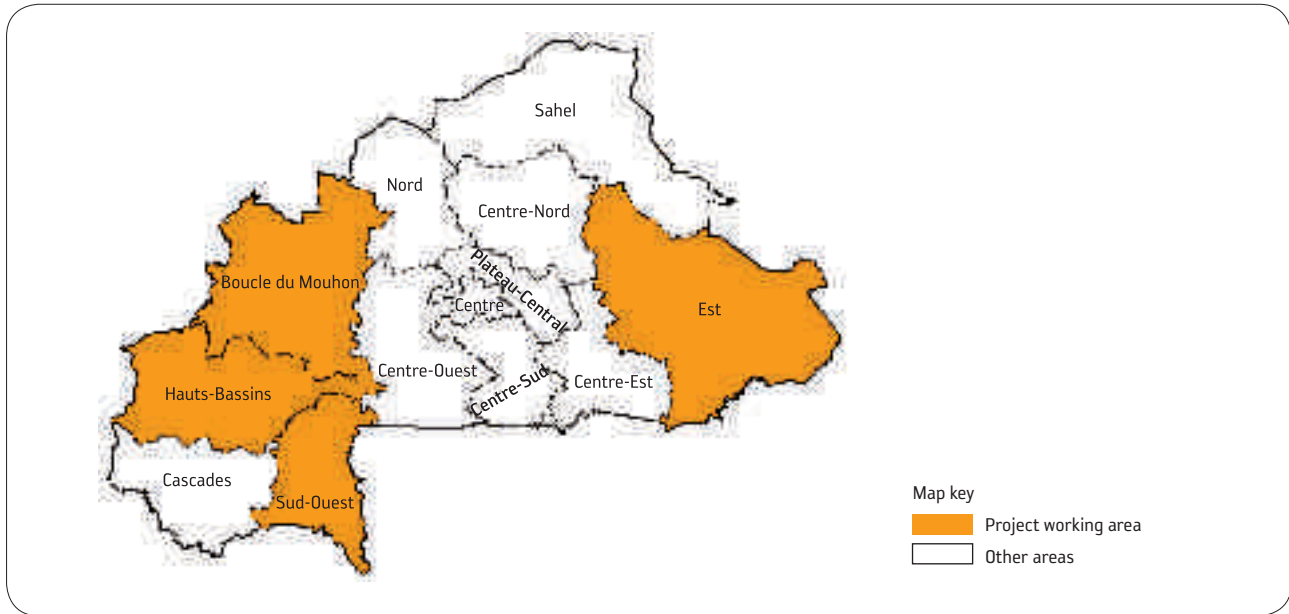 Sahel
Nord
Centre-Nord
Boucle du Mouhon
Plateau-Central
Centre
Est
Centre-Ouest
Centre-Sud
Centre-Est
Hauts-Bassins
Cascades
Sud-Ouest
Map key
Project working area
Other areas